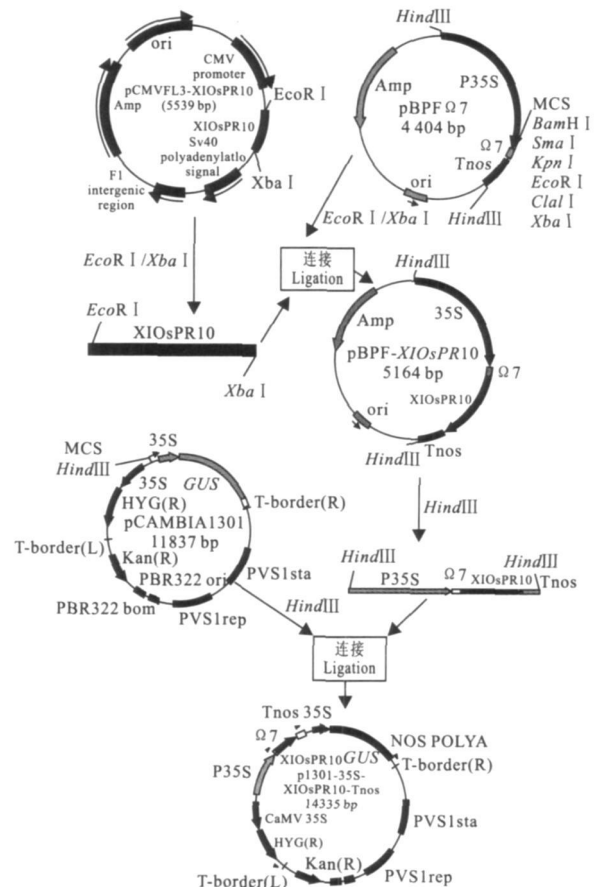 ori
CMV
promoter
pCMVFL3-XIOsPR10
(5539 bp)
Amp
EcoR I
XIOsPR10
Sv40
polyadenylatlo
signal
Xba I
F1
intergenic
region
HindIII
P35S
Amp
pBPFΩ7
4 404 bp
MCS
BamH I
Sma I
Kpn I
EcoR I
ClaI I
Xba I
Ω7
Tnos
ori
HindIII
EcoR I/Xba I
EcoR I/Xba I
连接
Ligation
EcoR I
XIOsPR10
Xba I
HindIII
35S
Amp
pBPF-XIOsPR10
5164 bp
Ω7
XIOsPR10
ori
HindIII
Tnos
HindIII
35S
MCS
HindIII
35S
GUS
HYG(R)
T-border(R)
pCAMBIA1301
11837 bp
T-border(L)
Kan(R)
PBR322 ori
PVS1sta
PBR322 bom
PVS1rep
HindIII
HindIII
HindIII
P35S
Ω7
XIOsPR10
Tnos
连接
Ligation
Tnos 35S
Ω7
NOS POLYA
T-border(R)
XIOsPR10 GUS
p1301-35S-
XIOsPR10-Tnos
14335 bp
P35S
CaMV 35S
PVS1sta
HYG(R)
Kan(R)
T-border(L)
PVS1rep